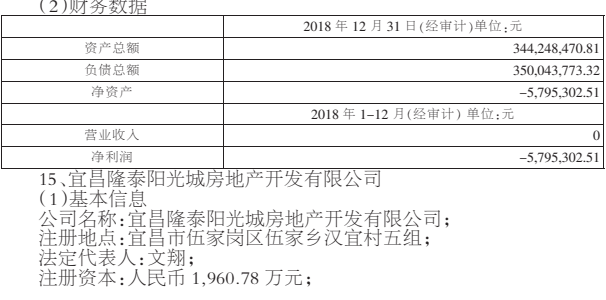 (2)财务数据
2018 年 12 月 31 日(经审计)单位:元
资产总额 344,248,470.81
负债总额 350,043,773.32
净资产 -5,795,302.51
2018 年 1-12 月(经审计) 单位:元
营业收入 0
净利润 -5,795,302.51
15、宜昌隆泰阳光城房地产开发有限公司
(1)基本信息
公司名称:宜昌隆泰阳光城房地产开发有限公司;
注册地点:宜昌市伍家岗区伍家乡汉宜村五组;
法定代表人:文翔;
注册资本:人民币 1,960.78 万元;